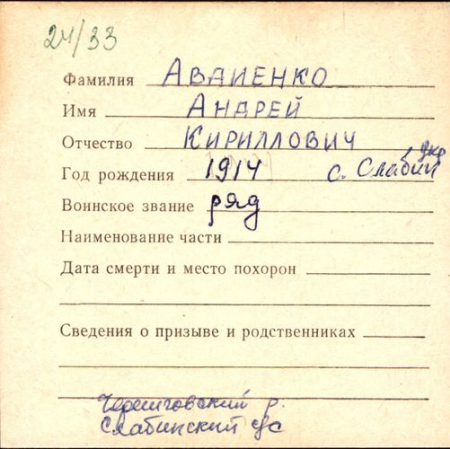 24/33
Фамилия АВАИЕНКО
Имя АНДРЕЙ
Отчество КИРИЛЛОВИЧ
укр
Год рождения 1914 с. Слабин
Воинское звание ряд
Наименование части
Дата смерти и место похорон
Сведения о призыве и родственниках
Черниговский р.
Слабинский с/с